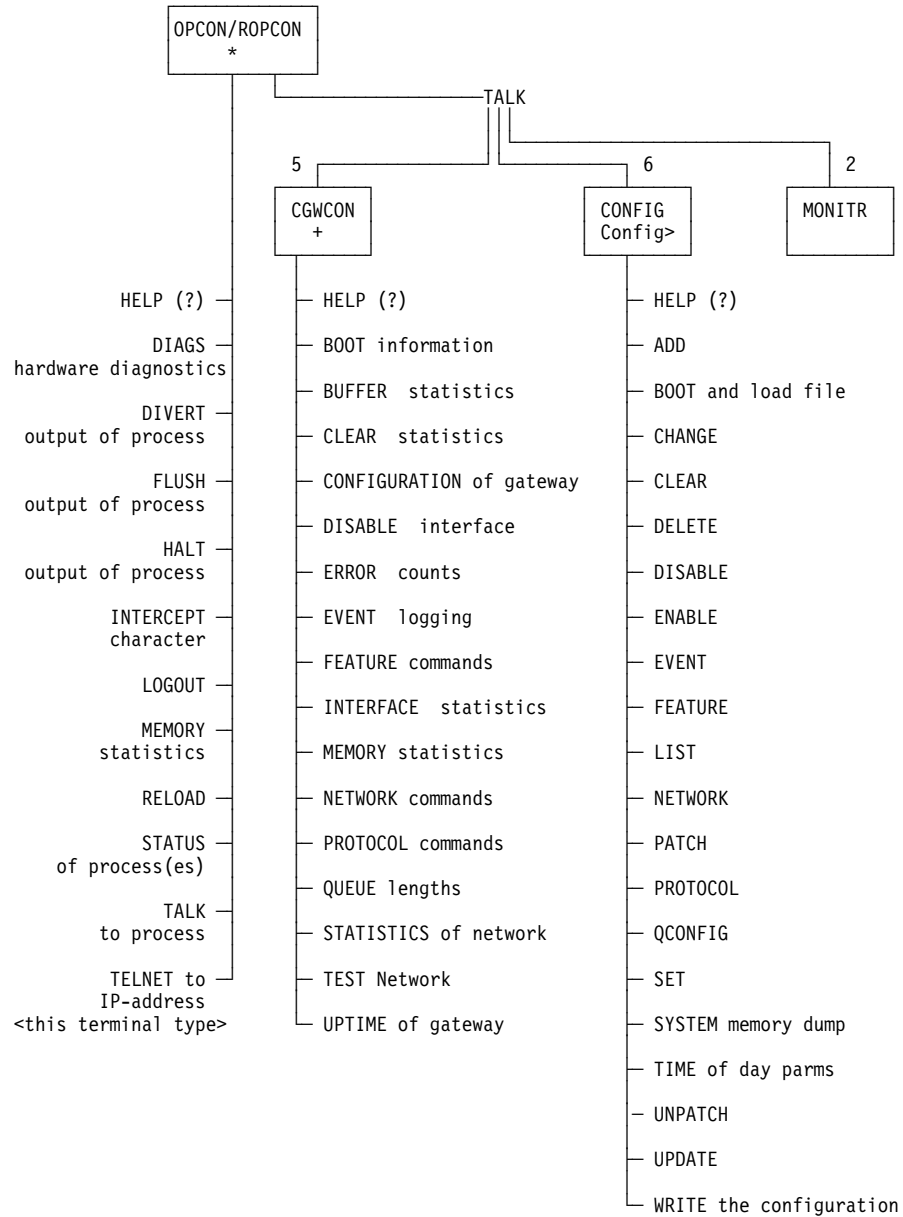 OPCON/ROPCON
*
TALK
5
6
2
CGWCON
+
CONFIG
Config>
MONITR
HELP (?)
DIAGS
hardware diagnostics
DIVERT
output of process
FLUSH
output of process
HALT
output of process
INTERCEPT
character
LOGOUT
MEMORY
statistics
RELOAD
STATUS
of process(es)
TALK
to process
TELNET to
IP-address
<this terminal type>
HELP (?)
BOOT information
BUFFER statistics
CLEAR statistics
CONFIGURATION of gateway
DISABLE interface
ERROR counts
EVENT logging
FEATURE commands
INTERFACE statistics
MEMORY statistics
NETWORK commands
PROTOCOL commands
QUEUE lengths
STATISTICS of network
TEST Network
UPTIME of gateway
HELP (?)
ADD
BOOT and load file
CHANGE
CLEAR
DELETE
DISABLE
ENABLE
EVENT
FEATURE
LIST
NETWORK
PATCH
PROTOCOL
QCONFIG
SET
SYSTEM memory dump
TIME of day parms
UNPATCH
UPDATE
WRITE the configuration